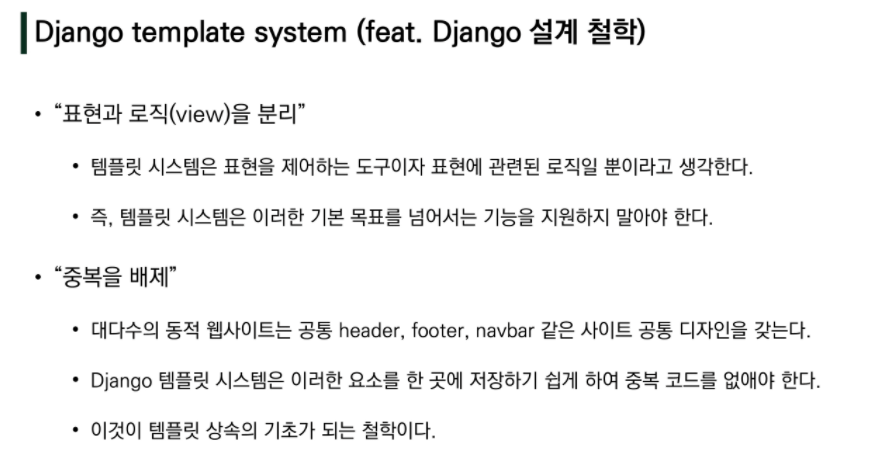 Django template system (feat. Django 설계 철학)
• “표현과 로직(view)을 분리”
• 템플릿 시스템은 표현을 제어하는 도구이자 표현에 관련된 로직일 뿐이라고 생각한다.
• 즉, 템플릿 시스템은 이러한 기본 목표를 넘어서는 기능을 지원하지 말아야 한다.
• “중복을 배제”
• 대다수의 동적 웹사이트는 공통 header, footer, navbar 같은 사이트 공통 디자인을 갖는다.
• Django 템플릿 시스템은 이러한 요소를 한 곳에 저장하기 쉽게 하여 중복 코드를 없애야 한다.
• 이것이 템플릿 상속의 기초가 되는 철학이다.